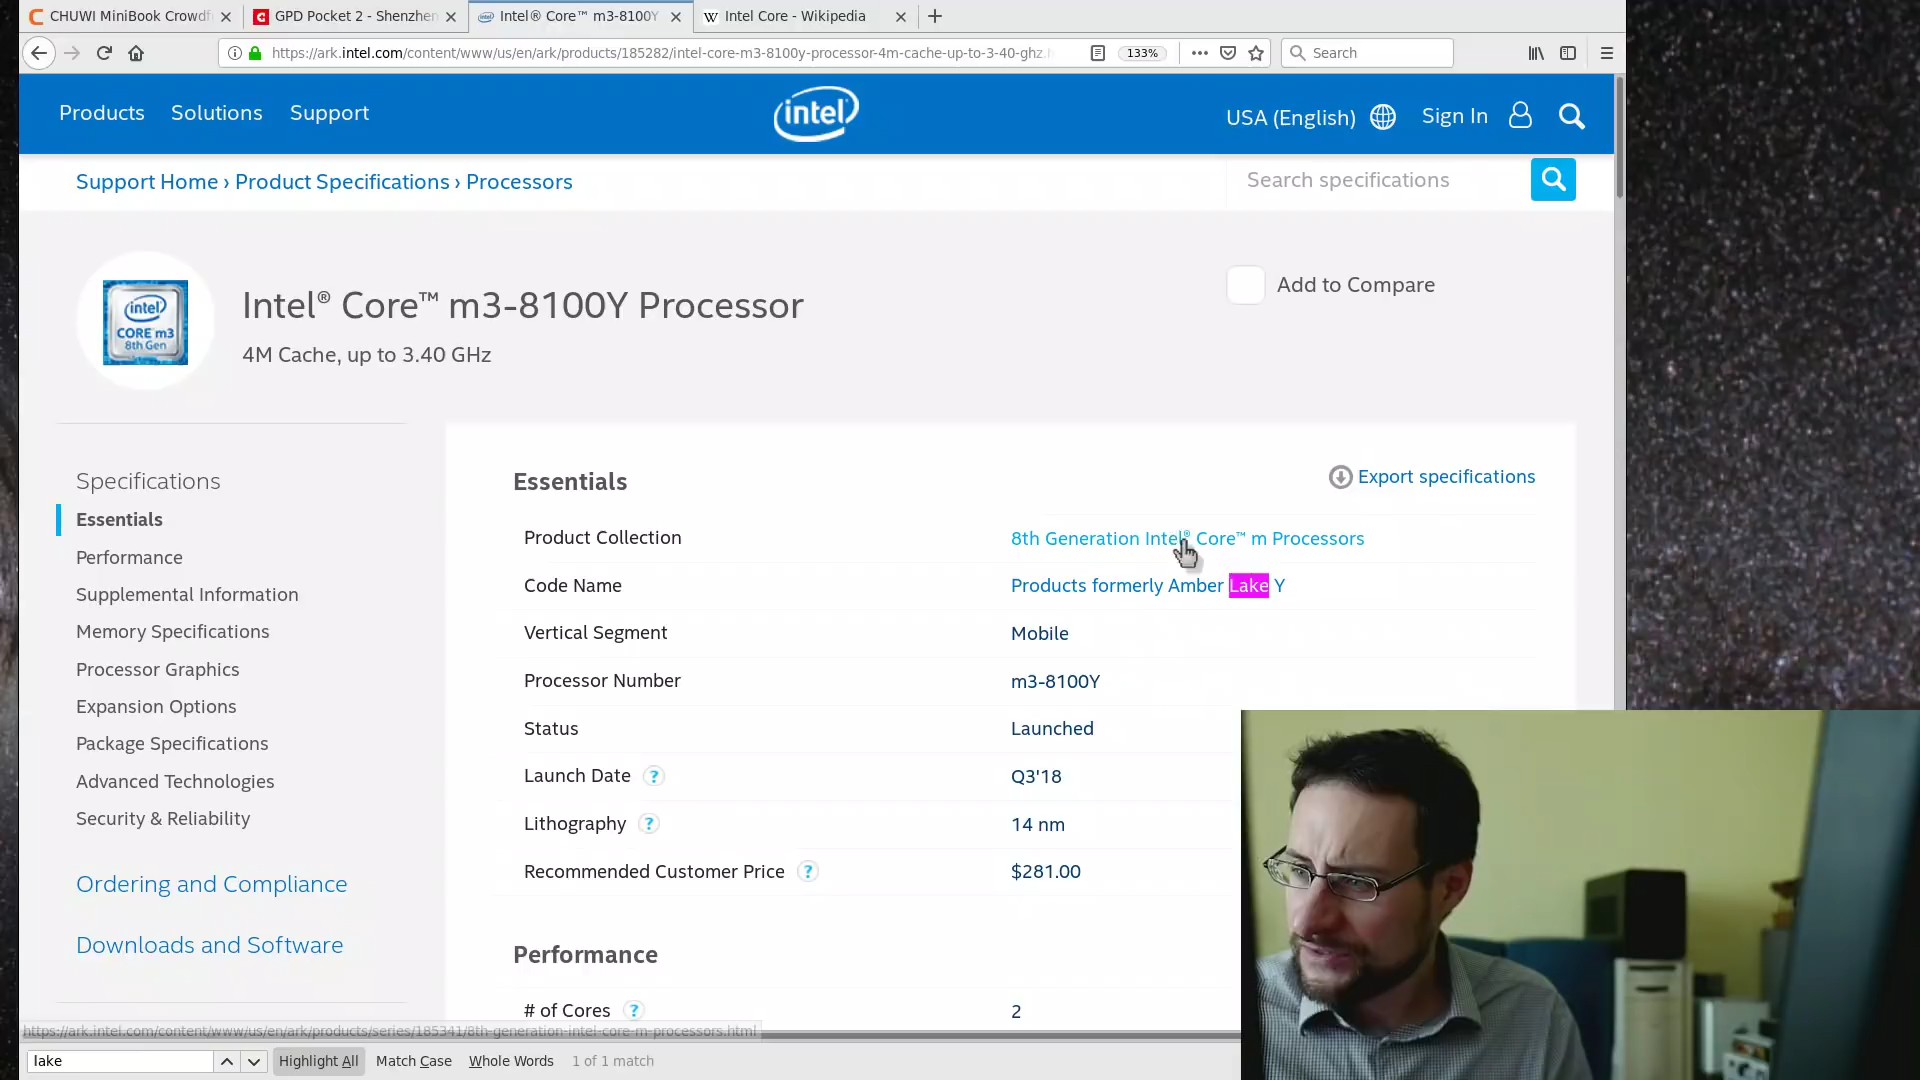 CHUWI MiniBook Crowdf
GPD Pocket 2 - Shenzhen
Intel® Core™ m3-8100Y
W Intel Core - Wikipedia
https://ark.intel.com/content/www/us/en/ark/products/185282/intel-core-m3-8100y-processor-4m-cache-up-to-3-40-ghz.h
133%
Search
Products Solutions Support
intel
USA (English) Sign In
Support Home › Product Specifications › Processors
Search specifications
intel
CORE m3
8th Gen
Intel® Core™ m3-8100Y Processor
4M Cache, up to 3.40 GHz
Add to Compare
Specifications
Essentials
Performance
Supplemental Information
Memory Specifications
Processor Graphics
Expansion Options
Package Specifications
Advanced Technologies
Security & Reliability
Ordering and Compliance
Downloads and Software
Essentials
Export specifications
Product Collection 8th Generation Intel® Core™ m Processors
Code Name Products formerly Amber Lake Y
Vertical Segment Mobile
Processor Number m3-8100Y
Status Launched
Launch Date ? Q3'18
Lithography ? 14 nm
Recommended Customer Price ? $281.00
Performance
# of Cores ? 2
https://ark.intel.com/content/www/us/en/ark/products/series/185341/8th-generation-intel-core-m-processors.html
lake Highlight All Match Case Whole Words 1 of 1 match